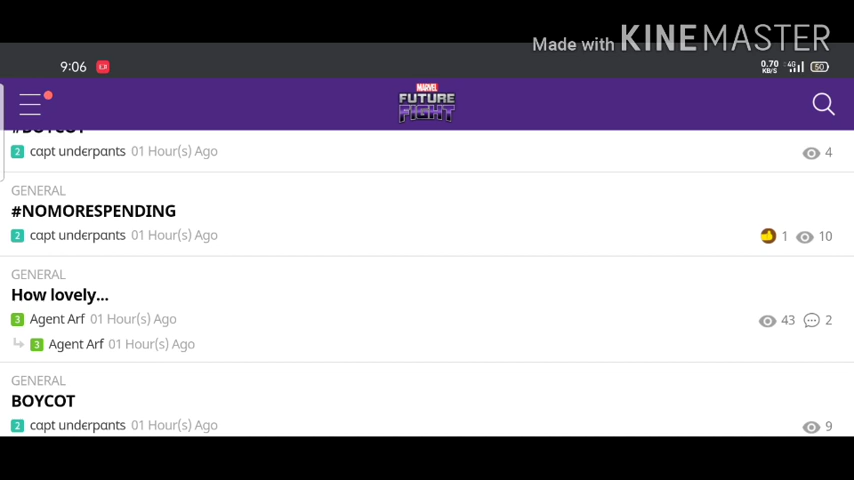 Made with KINEMASTER
9:06
0.70 KB/S 4G 50
MARVEL
FUTURE
FIGHT
#BOYCOT
2 capt underpants 01 Hour(s) Ago 4
GENERAL
#NOMORESPENDING
2 capt underpants 01 Hour(s) Ago 1 10
GENERAL
How lovely...
3 Agent Arf 01 Hour(s) Ago 43 2
3 Agent Arf 01 Hour(s) Ago
GENERAL
BOYCOT
2 capt underpants 01 Hour(s) Ago 9